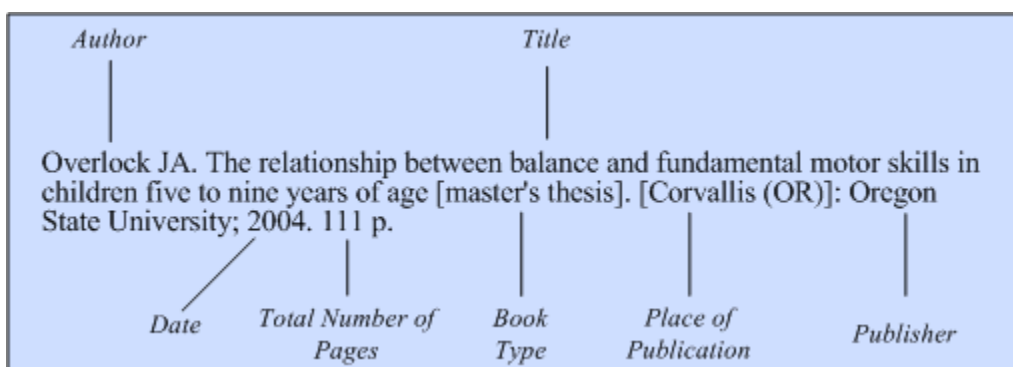 Author Title
Overlock JA. The relationship between balance and fundamental motor skills in
children five to nine years of age [master's thesis]. [Corvallis (OR)]: Oregon
State University; 2004. 111 p.
Date Total Number of Pages Book Type Place of Publication Publisher